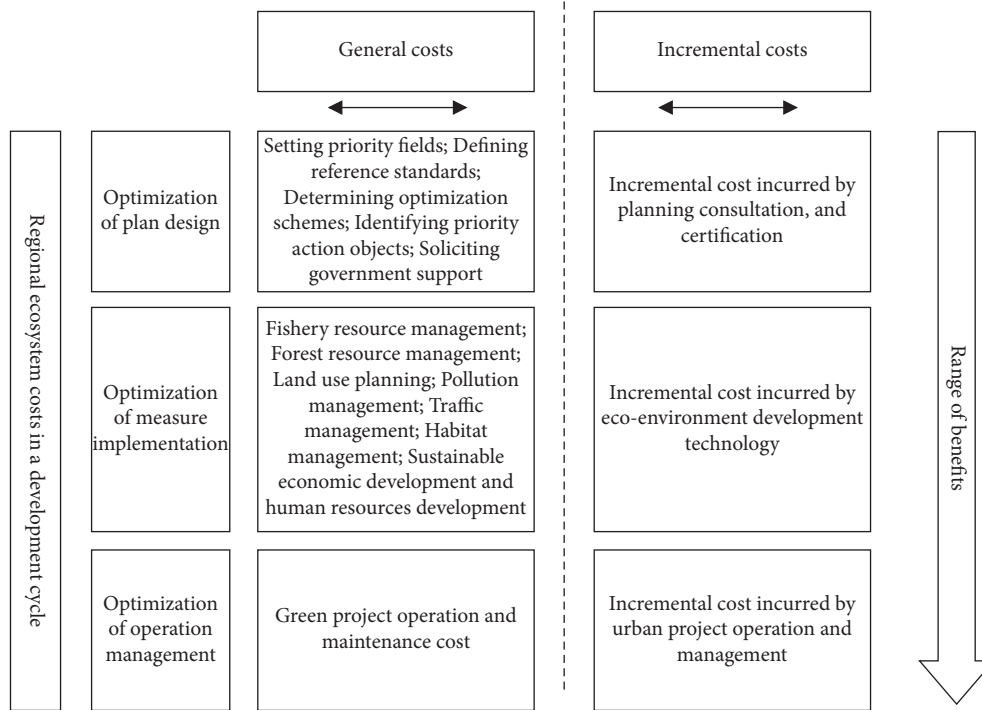 General costs
Incremental costs
Regional ecosystem costs in a development cycle
Optimization
of plan design
Setting priority fields; Defining
reference standards;
Determining optimization
schemes; Identifying priority
action objects; Soliciting
government support
Incremental cost incurred by
planning consultation, and
certification
Optimization
of measure
implementation
Fishery resource management;
Forest resource management;
Land use planning; Pollution
management; Traffic
management; Habitat
management; Sustainable
economic development and
human resources development
Incremental cost incurred by
eco-environment development
technology
Optimization
of operation
management
Green project operation and
maintenance cost
Incremental cost incurred by
urban project operation and
management
Range of benefits